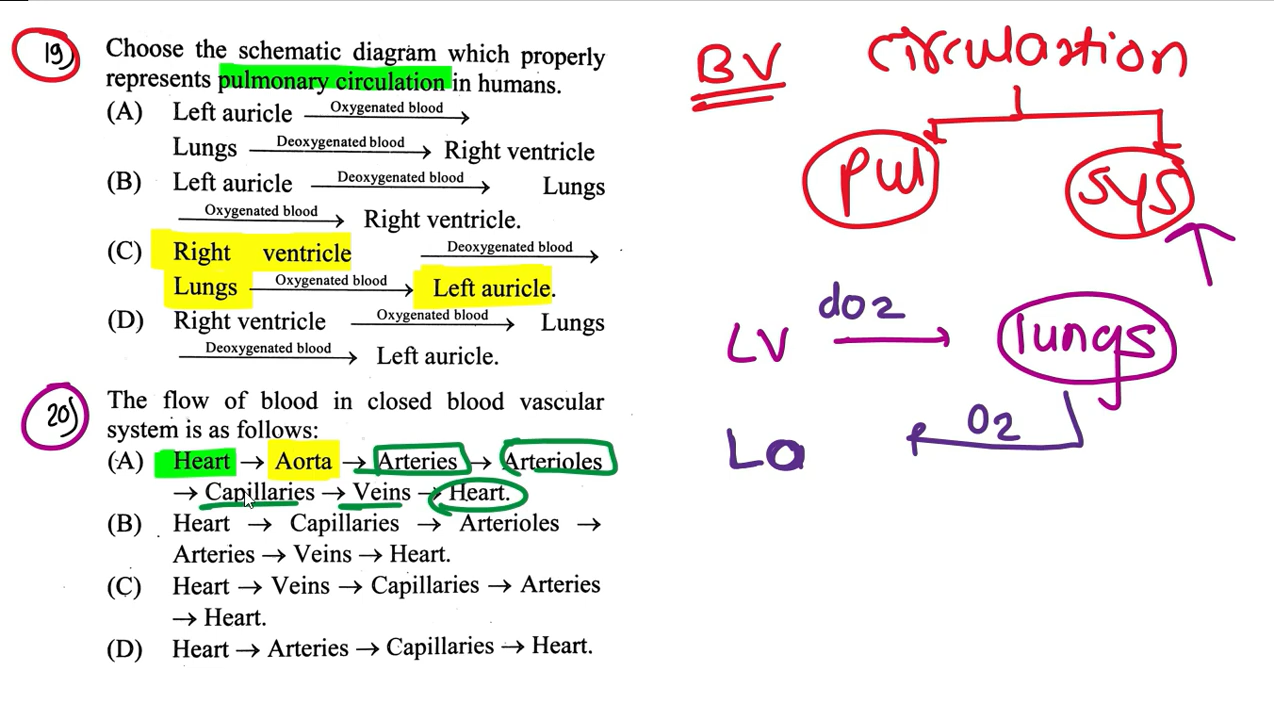 19)
Choose the schematic diagram which properly
represents pulmonary circulation in humans.
(A) Left auricle Oxygenated blood →
Lungs Deoxygenated blood → Right ventricle
(B) Left auricle Deoxygenated blood → Lungs
Oxygenated blood → Right ventricle.
(C) Right ventricle Deoxygenated blood →
Lungs Oxygenated blood → Left auricle.
(D) Right ventricle Oxygenated blood → Lungs
Deoxygenated blood → Left auricle.
20)
The flow of blood in closed blood vascular
system is as follows:
(A) Heart → Aorta → Arteries → Arterioles
→ Capillaries → Veins → Heart.
(B) Heart → Capillaries → Arterioles →
Arteries → Veins → Heart.
(C) Heart → Veins → Capillaries → Arteries
→ Heart.
(D) Heart → Arteries → Capillaries → Heart.
BV
Circulastion
Pul
Sys
LV do2 → lungs
O2
La